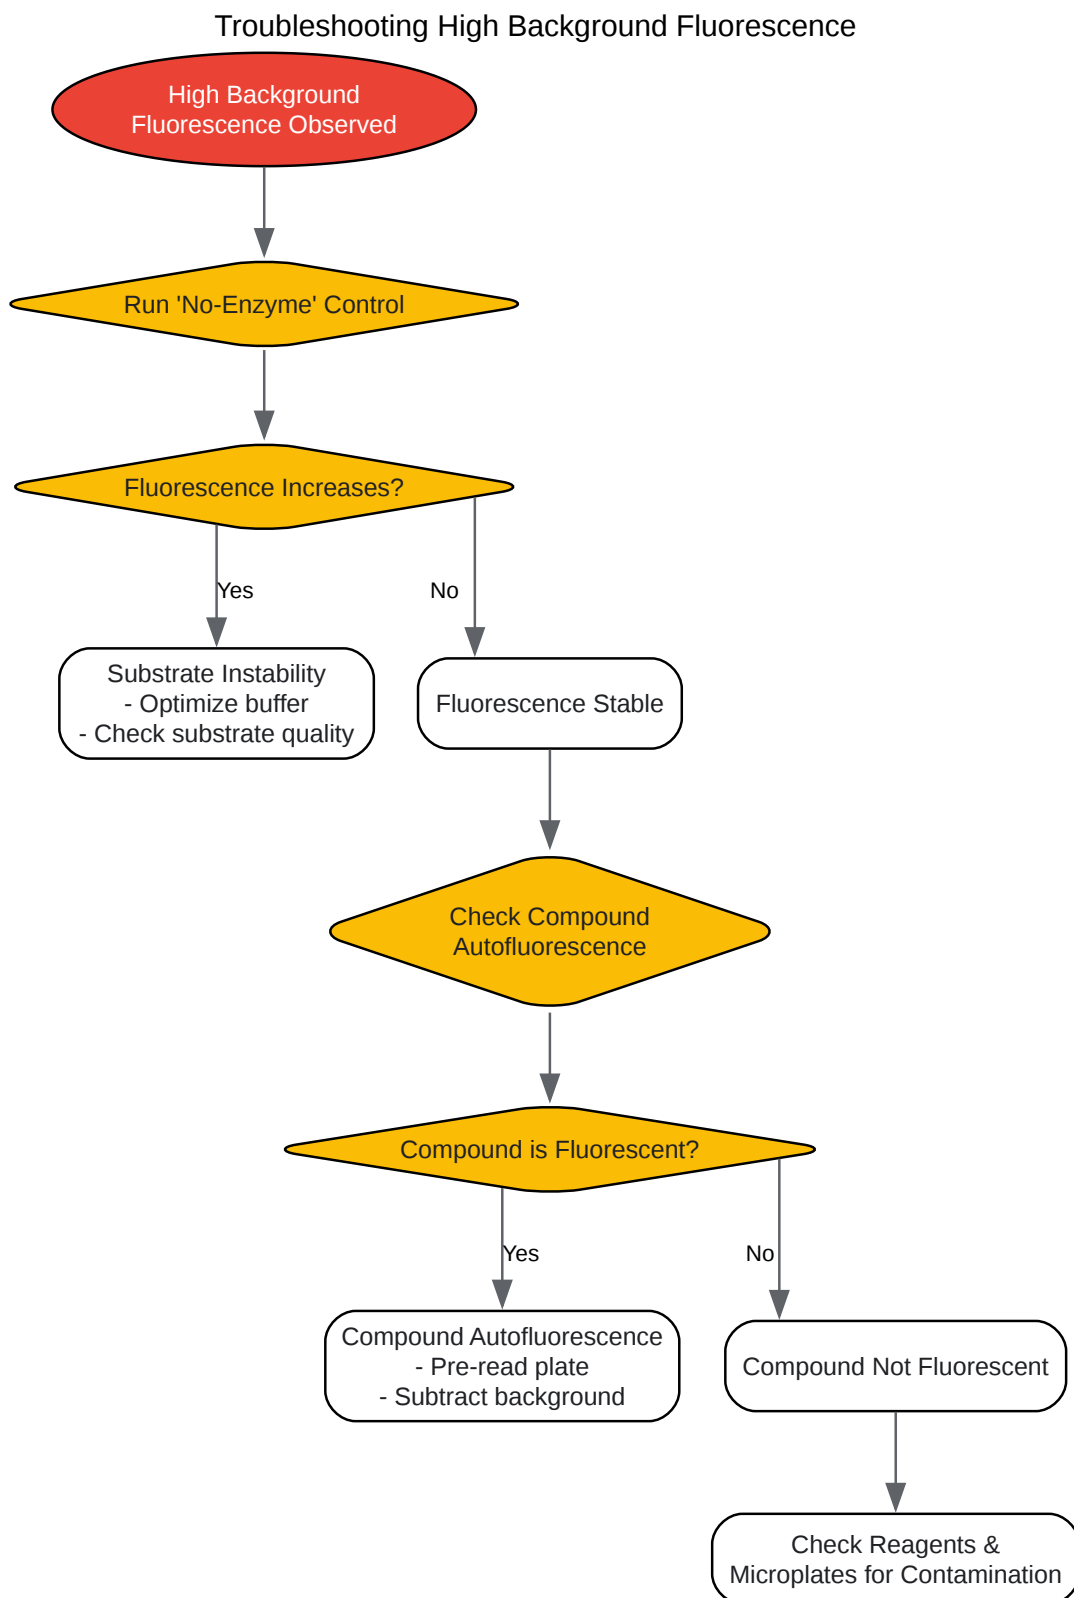 Troubleshooting High Background Fluorescence
High Background
Fluorescence Observed
Run 'No-Enzyme' Control
Fluorescence Increases?
Yes
No
Substrate Instability
- Optimize buffer
- Check substrate quality
Fluorescence Stable
Check Compound
Autofluorescence
Compound is Fluorescent?
Yes
No
Compound Autofluorescence
- Pre-read plate
- Subtract background
Compound Not Fluorescent
Check Reagents &
Microplates for Contamination